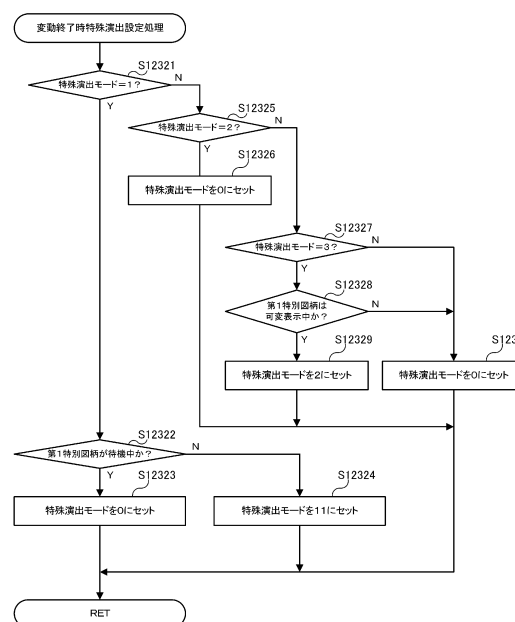 変動終了時特殊演出設定処理
S12321
特殊演出モード=1?
N
Y
S12325
特殊演出モード=2?
N
Y
S12326
特殊演出モードを0にセット
S12327
特殊演出モード=3?
N
Y
S12328
第1特別図柄は
可変表示中か?
N
Y
S12329
特殊演出モードを2にセット
特殊演出モードを0にセット
S12322
第1特別図柄が待機中か?
N
Y
S12323
特殊演出モードを0にセット
S12324
特殊演出モードを11にセット
RET